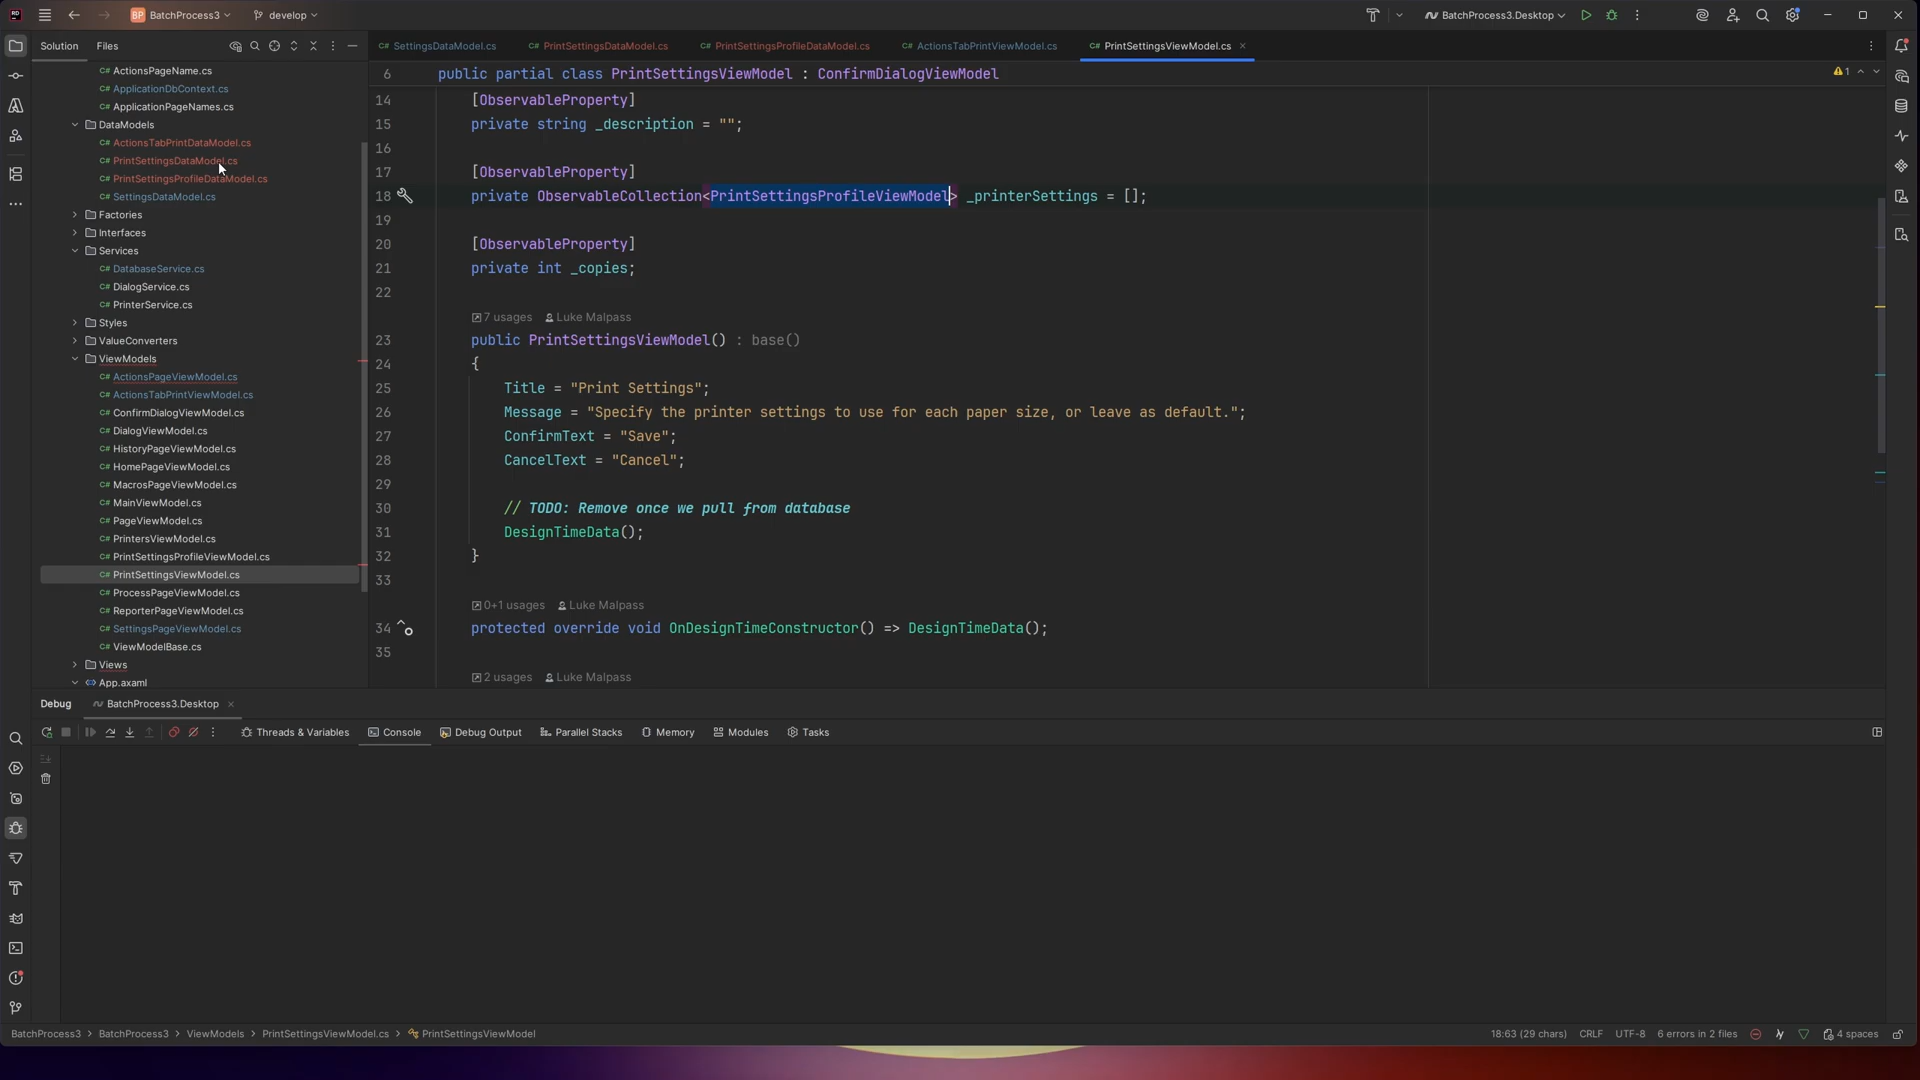 BP BatchProcess3 develop BatchProcess3.Desktop
Solution Files
SettingsDataModel.cs PrintSettingsDataModel.cs PrintSettingsProfileDataModel.cs ActionsTabPrintViewModel.cs PrintSettingsViewModel.cs
ActionsPageName.cs
ApplicationDbContext.cs
ApplicationPageNames.cs
DataModels
ActionsTabPrintDataModel.cs
PrintSettingsDataModel.cs
PrintSettingsProfileDataModel.cs
SettingsDataModel.cs
Factories
Interfaces
Services
DatabaseService.cs
DialogService.cs
PrinterService.cs
Styles
ValueConverters
ViewModels
ActionsPageViewModel.cs
ActionsTabPrintViewModel.cs
ConfirmDialogViewModel.cs
DialogViewModel.cs
HistoryPageViewModel.cs
HomePageViewModel.cs
MacrosPageViewModel.cs
MainViewModel.cs
PageViewModel.cs
PrintersViewModel.cs
PrintSettingsProfileViewModel.cs
PrintSettingsViewModel.cs
ProcessPageViewModel.cs
ReporterPageViewModel.cs
SettingsPageViewModel.cs
ViewModelBase.cs
Views
App.axaml
6 public partial class PrintSettingsViewModel : ConfirmDialogViewModel
1
14 [ObservableProperty]
15 private string _description = "";
16
17 [ObservableProperty]
18 private ObservableCollection<PrintSettingsProfileViewModel> _printerSettings = [];
19
20 [ObservableProperty]
21 private int _copies;
22
7 usages Luke Malpass
23 public PrintSettingsViewModel() : base()
24 {
25 Title = "Print Settings";
26 Message = "Specify the printer settings to use for each paper size, or leave as default.";
27 ConfirmText = "Save";
28 CancelText = "Cancel";
29
30 // TODO: Remove once we pull from database
31 DesignTimeData();
32 }
33
0+1 usages Luke Malpass
34 protected override void OnDesignTimeConstructor() => DesignTimeData();
35
2 usages Luke Malpass
Debug BatchProcess3.Desktop
Threads & Variables Console Debug Output Parallel Stacks Memory Modules Tasks
BatchProcess3 > BatchProcess3 > ViewModels > PrintSettingsViewModel.cs > PrintSettingsViewModel 18:63 (29 chars) CRLF UTF-8 6 errors in 2 files 4 spaces